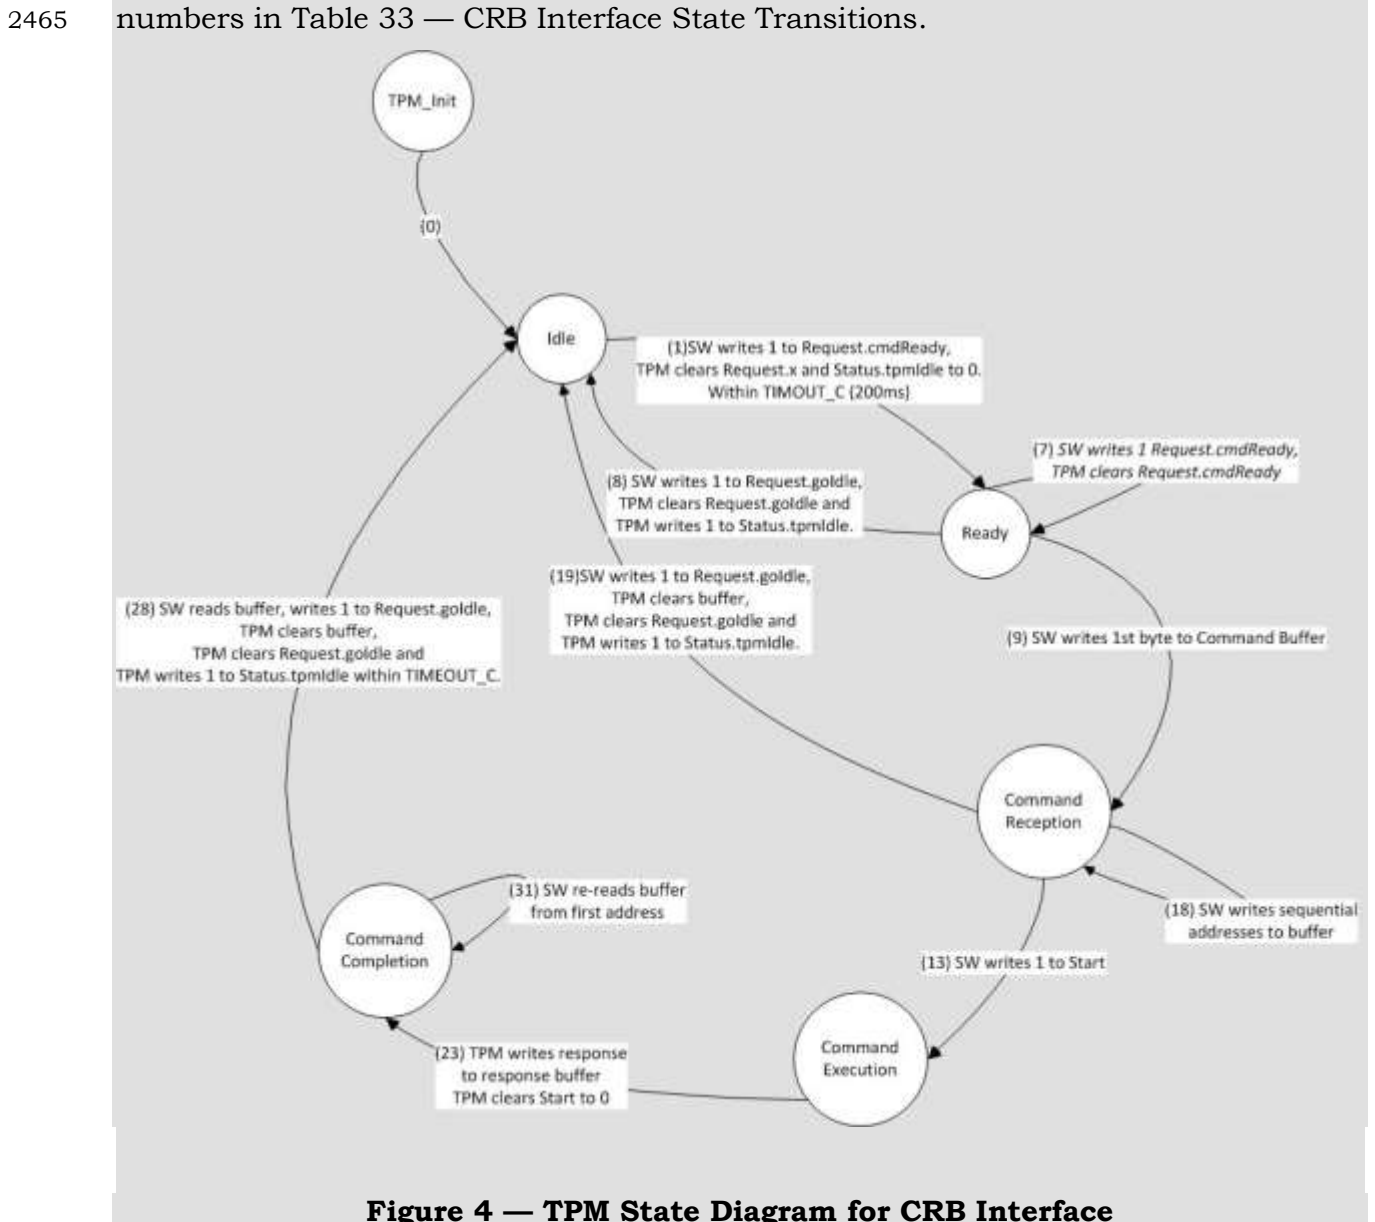 2465 numbers in Table 33 — CRB Interface State Transitions.
TPM_Init
(0)
Idle
(1)SW writes 1 to Request.cmdReady,
TPM clears Request.x and Status.tpmIdle to 0.
Within TIMOUT_C (200ms)
(7) SW writes 1 Request.cmdReady,
TPM clears Request.cmdReady
(8) SW writes 1 to Request.goIdle,
TPM clears Request.goIdle and
TPM writes 1 to Status.tpmIdle.
Ready
(19)SW writes 1 to Request.goIdle,
TPM clears buffer,
TPM clears Request.goIdle and
TPM writes 1 to Status.tpmIdle.
(28) SW reads buffer, writes 1 to Request.goIdle,
TPM clears buffer,
TPM clears Request.goIdle and
TPM writes 1 to Status.tpmIdle within TIMEOUT_C.
(9) SW writes 1st byte to Command Buffer
Command
Reception
(31) SW re-reads buffer
from first address
(18) SW writes sequential
addresses to buffer
Command
Completion
(13) SW writes 1 to Start
Command
Execution
(23) TPM writes response
to response buffer
TPM clears Start to 0
Figure 4 — TPM State Diagram for CRB Interface